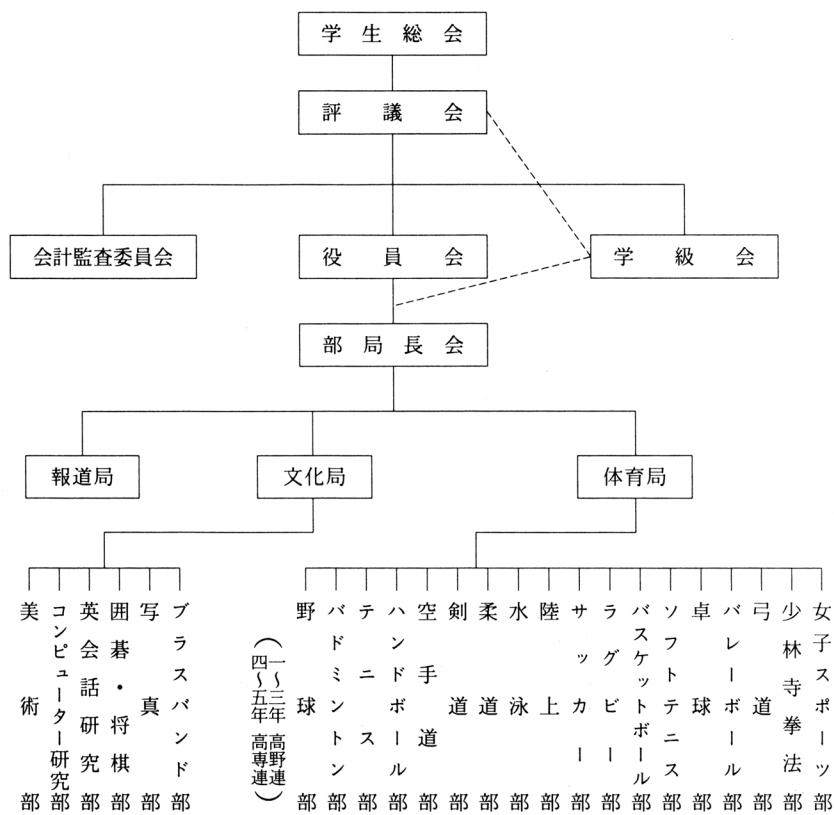 学生総会
評議会
会計監査委員会
役員会
学級会
部局長会
報道局
文化局
体育局
美術部
コンピューター研究部
英会話研究部
囲碁・将棋部
写真部
ブラスバンド部
野球部
(一〜三年 高野連
四〜五年 高専連)
バドミントン部
テニス部
ハンドボール部
空手道部
剣道部
柔道部
水泳部
陸上部
サッカー部
ラグビー部
バスケットボール部
ソフトテニス部
卓球部
バレーボール部
弓道部
少林寺拳法部
女子スポーツ部